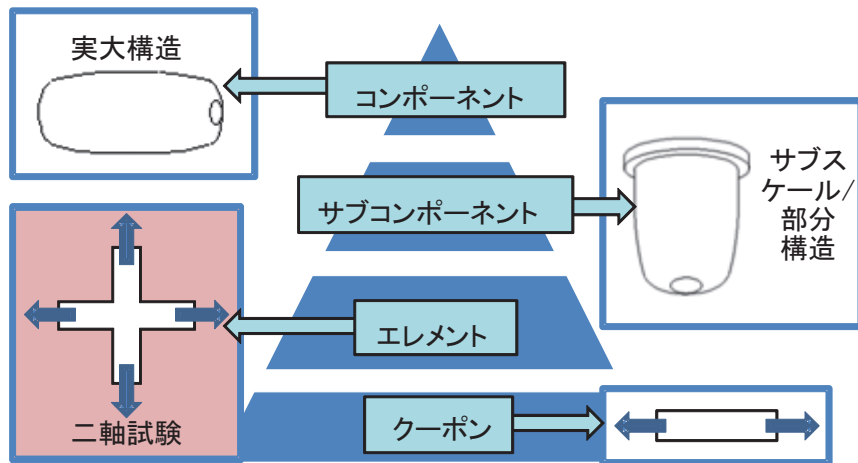 実大構造
コンポーネント
サブコンポーネント
サブス
ケール/
部分
構造
エレメント
二軸試験
クーポン